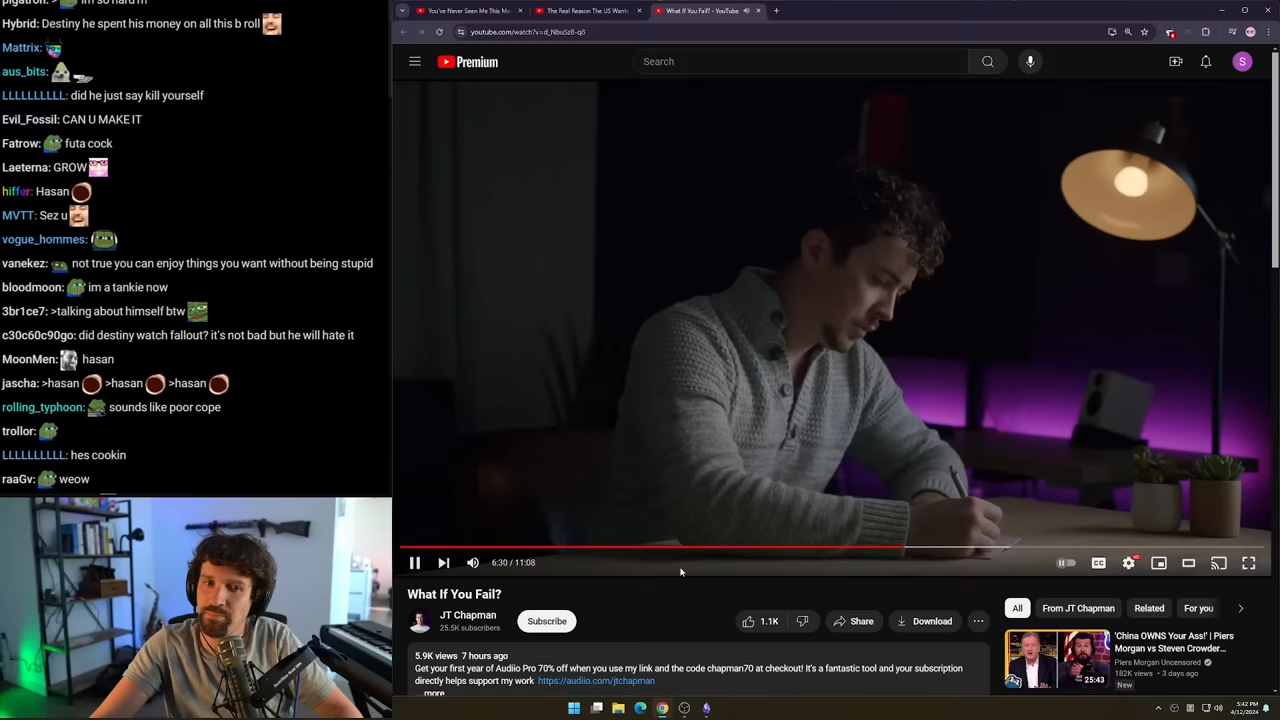 pigatron: > im so hard rn
Hybrid: Destiny he spent his money on all this b roll
Mattrix:
aus_bits:
LLLLLLLLLL: did he just say kill yourself
Evil_Fossil: CAN U MAKE IT
Fatrow: futa cock
Laeterna: GROW
hiffer: Hasan
MVTT: Sez u
vogue_hommes:
vanekez: not true you can enjoy things you want without being stupid
bloodmoon: im a tankie now
3br1ce7: >talking about himself btw
c30c60c90go: did destiny watch fallout? it's not bad but he will hate it
MoonMen: hasan
jascha: >hasan >hasan >hasan
rolling_typhoon: sounds like poor cope
trollor:
LLLLLLLLLL: hes cookin
raaGv: weow
You've Never Seen Me This Ma
The Real Reason The US Wants
What If You Fail? - YouTube
youtube.com/watch?v=d_NbuSz8-q8
Premium
Search
S
6:30 / 11:08
What If You Fail?
JT Chapman
25.5K subscribers
Subscribe
1.1K
Share
Download
5.9K views 7 hours ago
Get your first year of Audiio Pro 70% off when you use my link and the code chapman70 at checkout! It's a fantastic tool and your subscription
directly helps support my work https://audiio.com/jtchapman
...more
All
From JT Chapman
Related
For you
'China OWNS Your Ass!' | Piers
Morgan vs Steven Crowder...
Piers Morgan Uncensored
182K views • 3 days ago
New
25:43
5:42 PM
4/12/2024